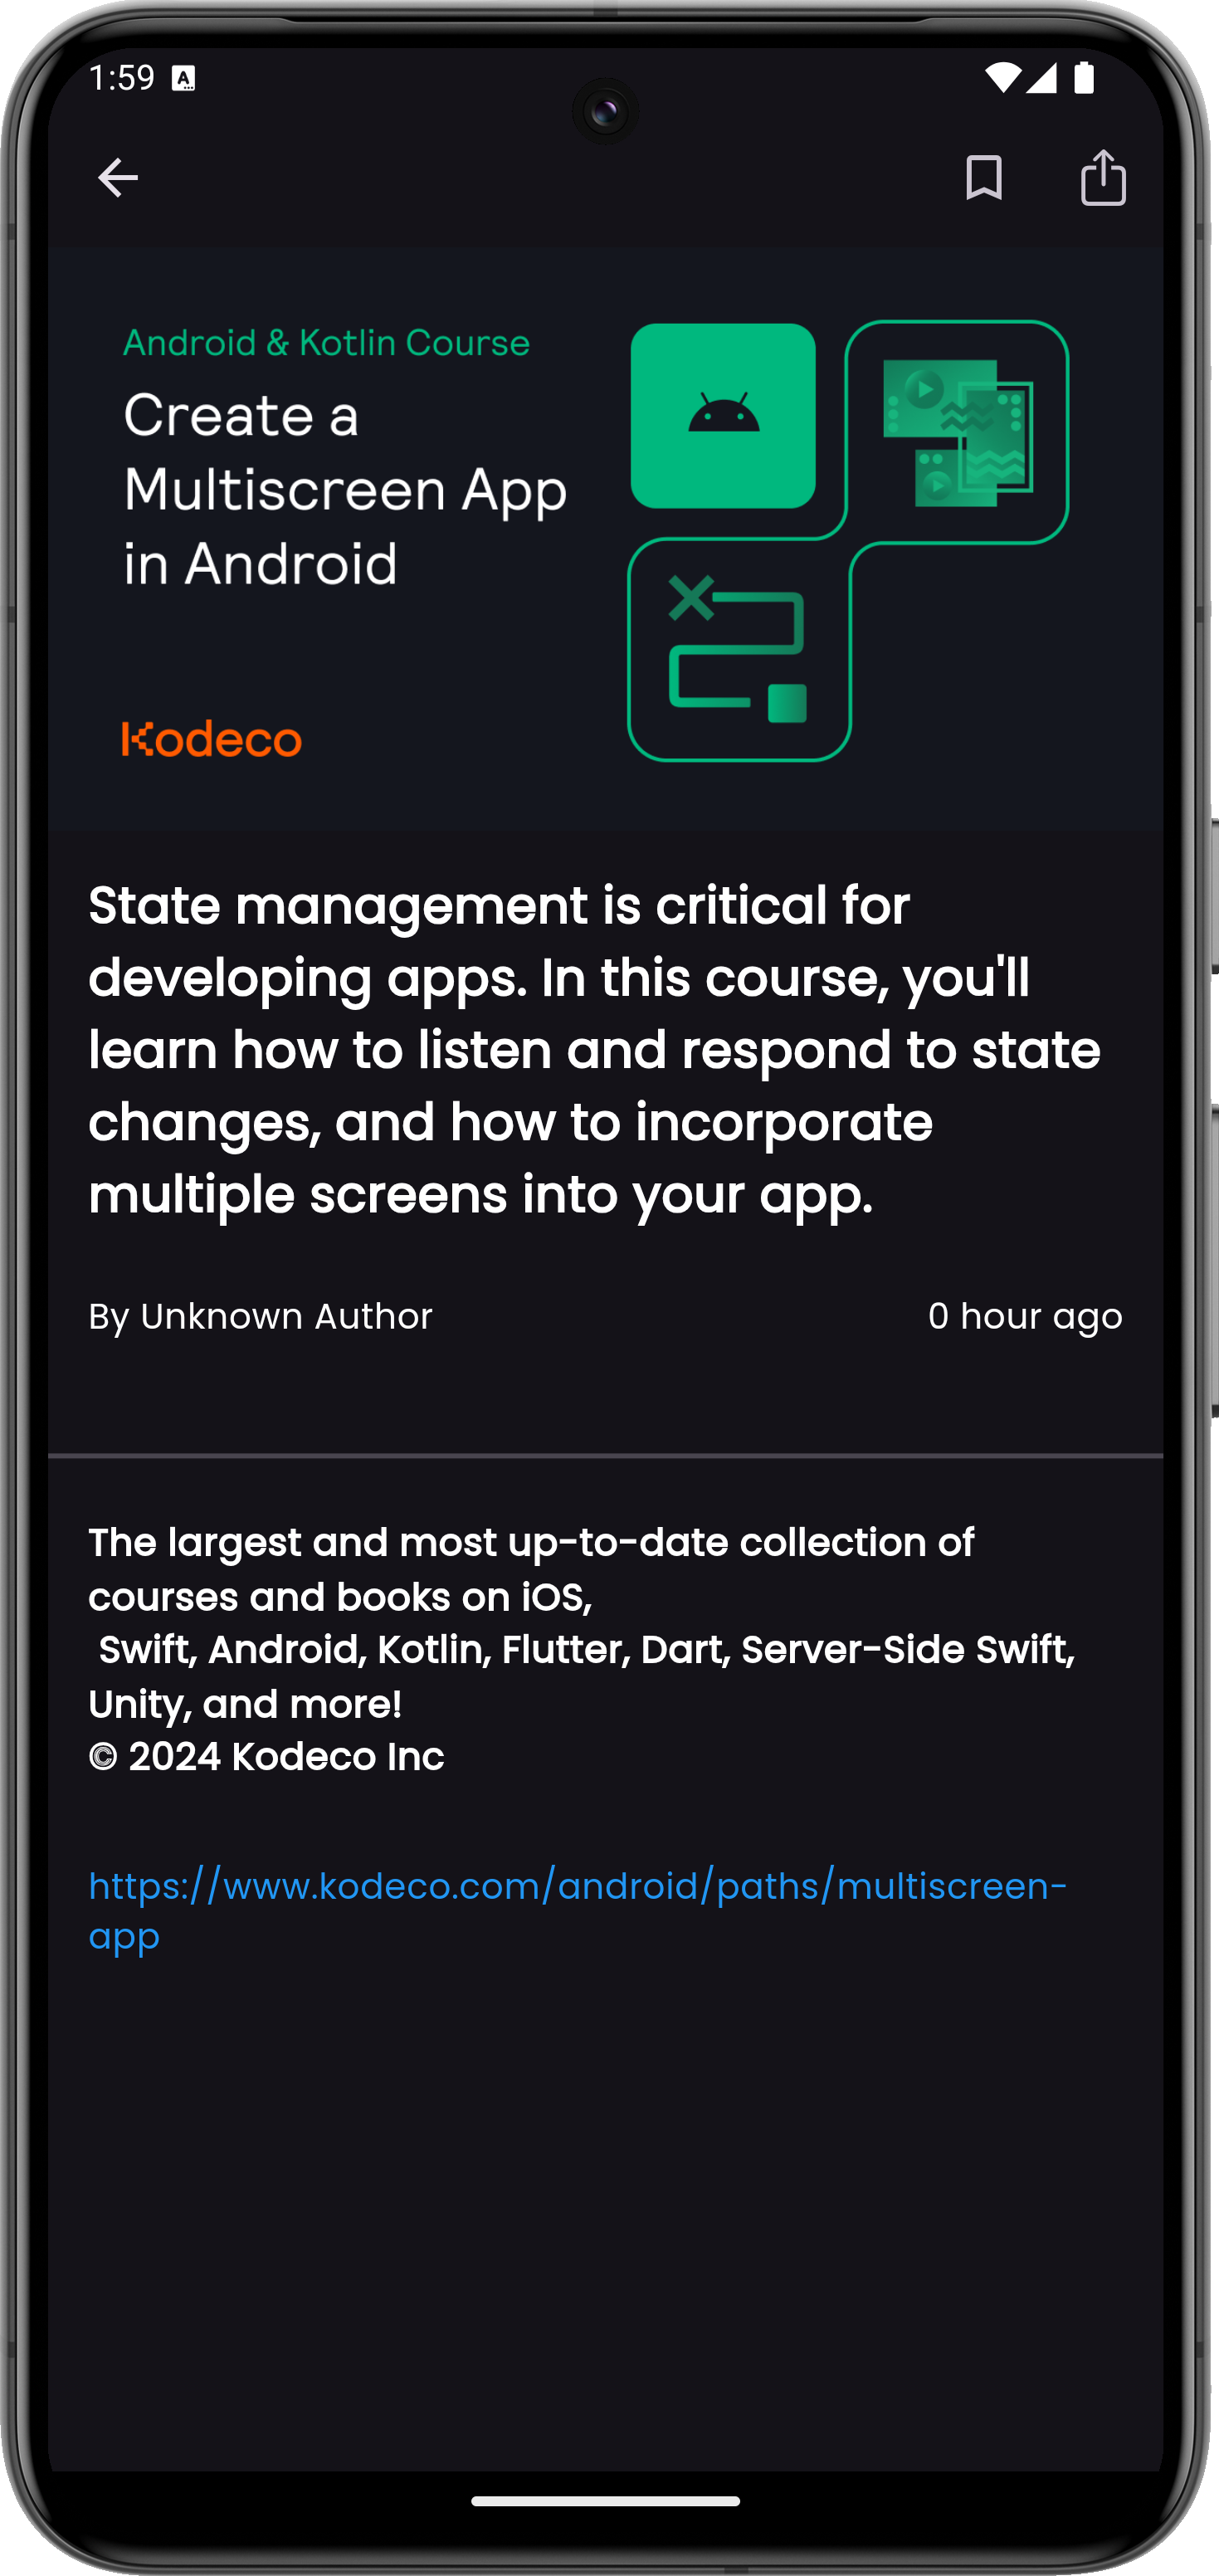 1:59
Android & Kotlin Course
Create a
Multiscreen App
in Android
Kodeco
State management is critical for
developing apps. In this course, you'll
learn how to listen and respond to state
changes, and how to incorporate
multiple screens into your app.
By Unknown Author
0 hour ago
The largest and most up-to-date collection of
courses and books on iOS,
Swift, Android, Kotlin, Flutter, Dart, Server-Side Swift,
Unity, and more!
© 2024 Kodeco Inc
https://www.kodeco.com/android/paths/multiscreen-
app